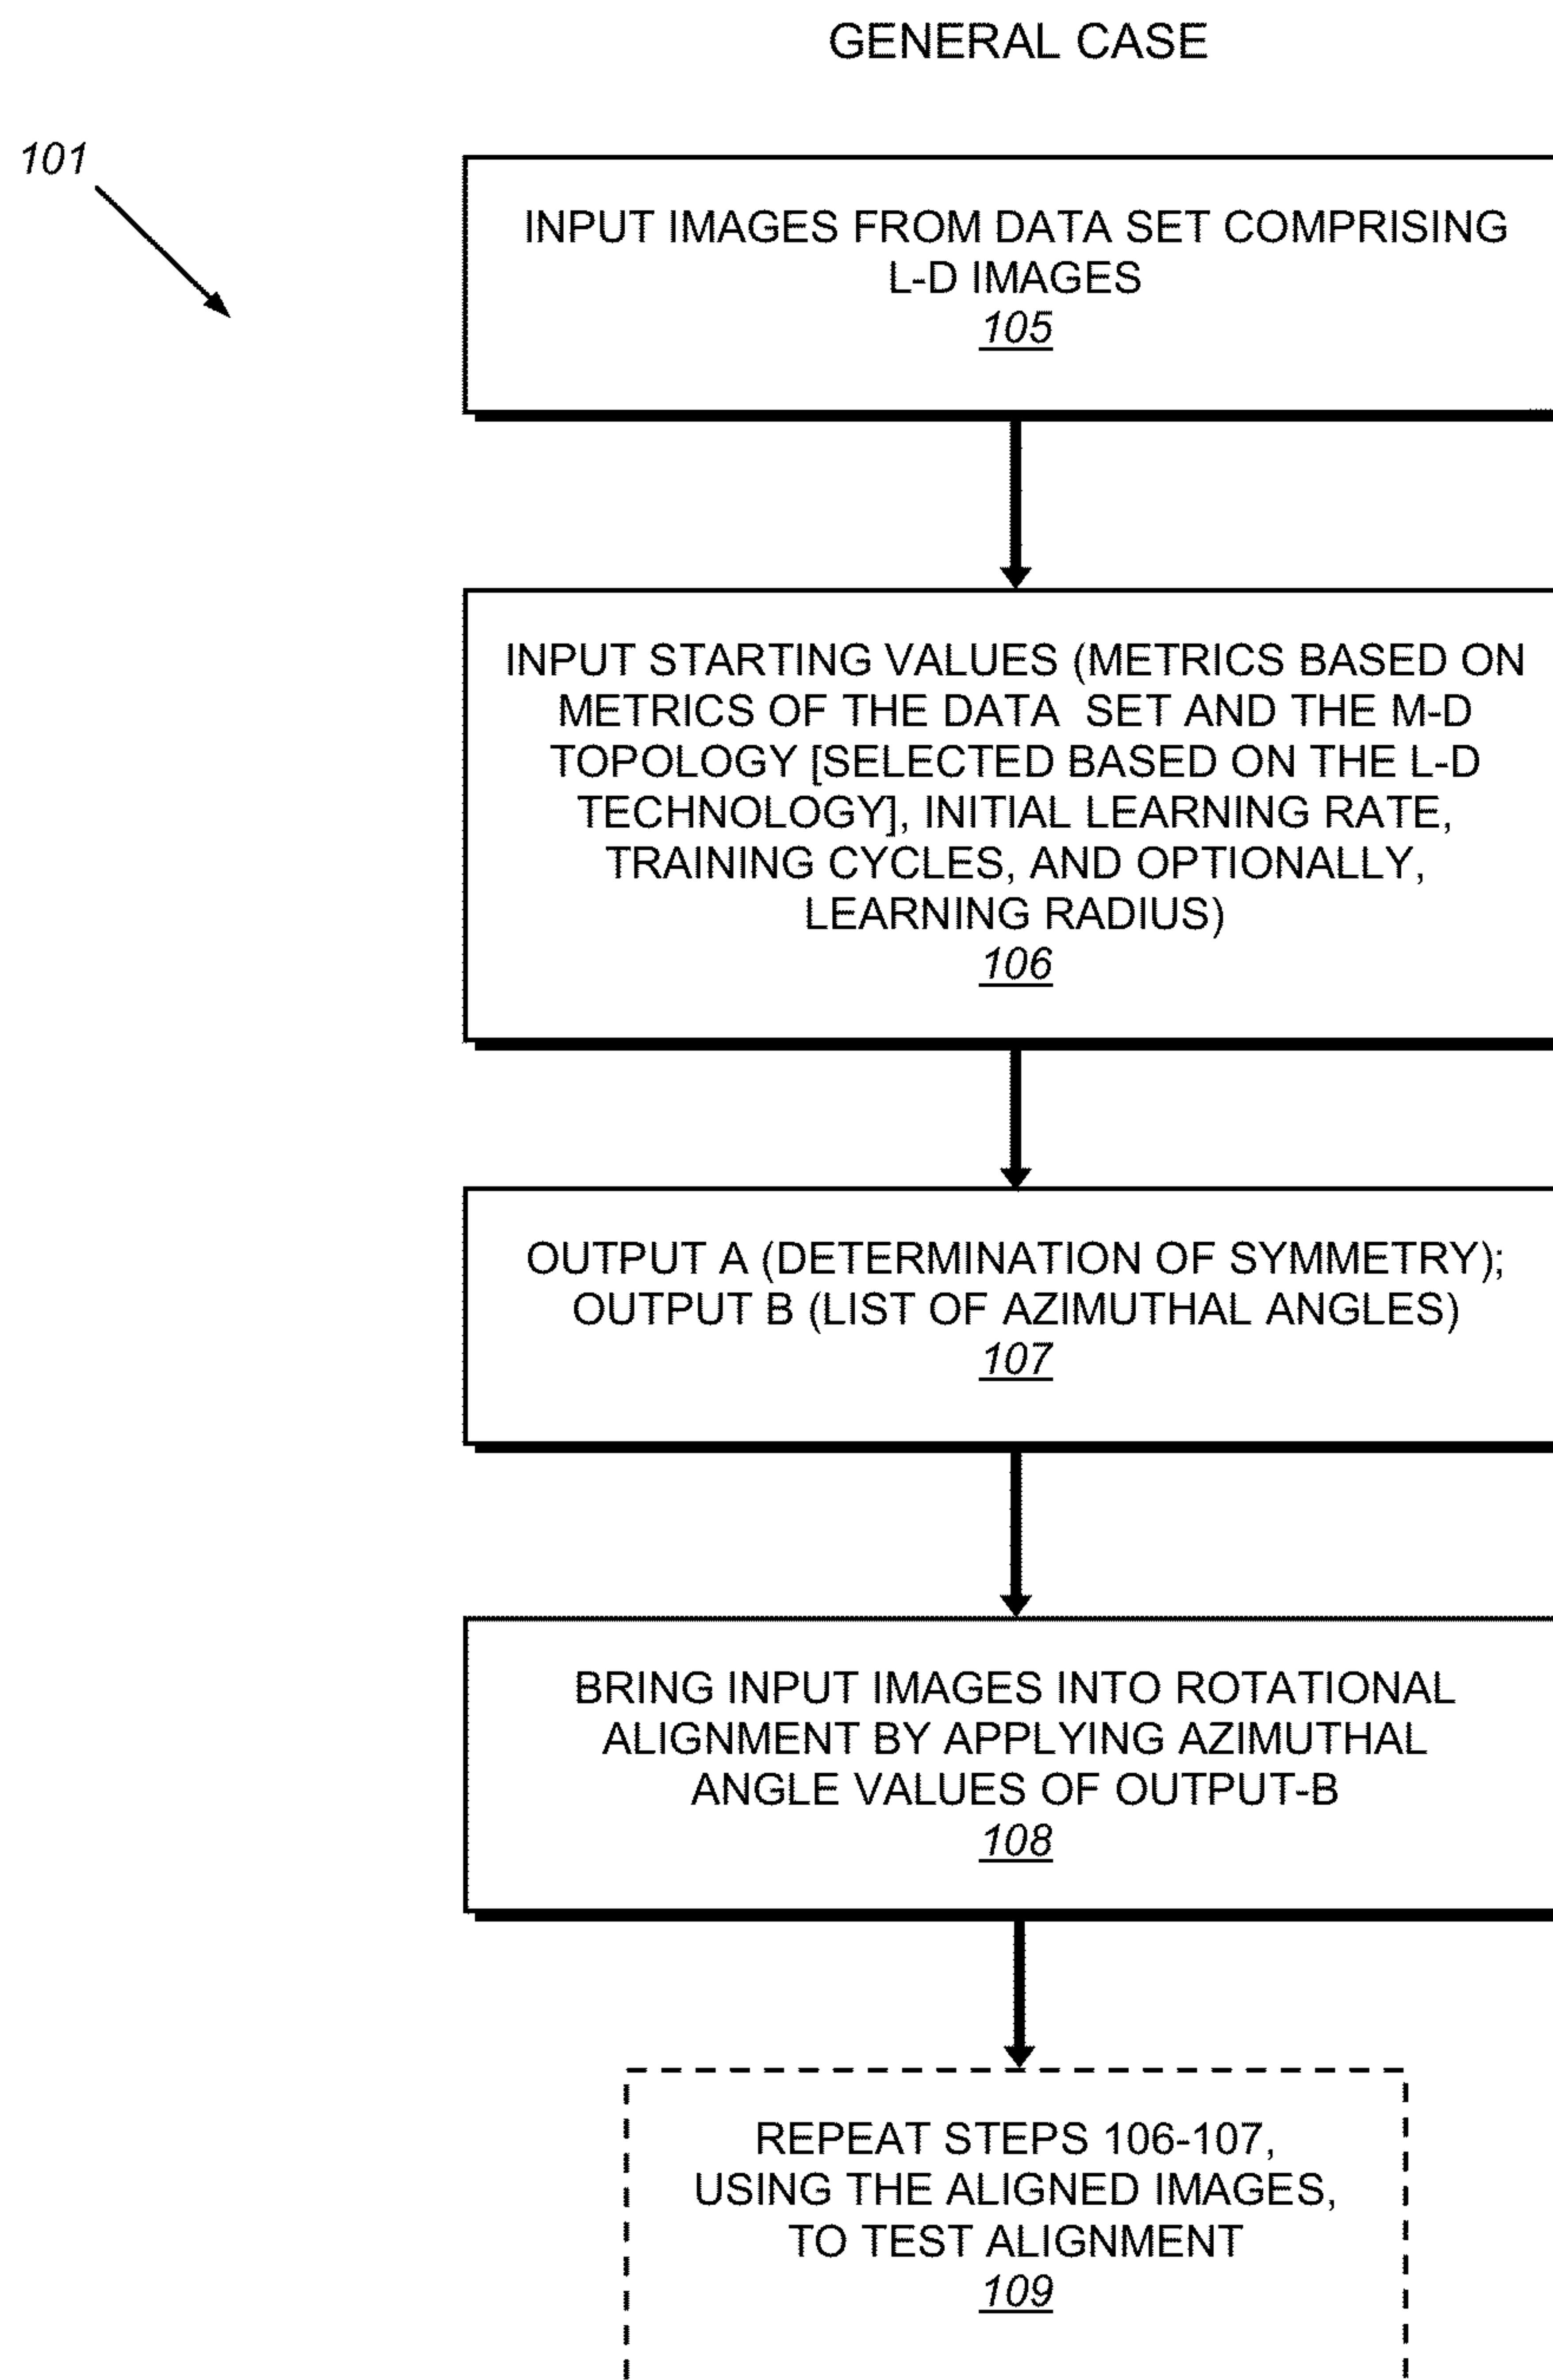 GENERAL CASE
101
INPUT IMAGES FROM DATA SET COMPRISING
L-D IMAGES
105
INPUT STARTING VALUES (METRICS BASED ON
METRICS OF THE DATA SET AND THE M-D
TOPOLOGY [SELECTED BASED ON THE L-D
TECHNOLOGY], INITIAL LEARNING RATE,
TRAINING CYCLES, AND OPTIONALLY,
LEARNING RADIUS)
106
OUTPUT A (DETERMINATION OF SYMMETRY);
OUTPUT B (LIST OF AZIMUTHAL ANGLES)
107
BRING INPUT IMAGES INTO ROTATIONAL
ALIGNMENT BY APPLYING AZIMUTHAL
ANGLE VALUES OF OUTPUT-B
108
REPEAT STEPS 106-107,
USING THE ALIGNED IMAGES,
TO TEST ALIGNMENT
109